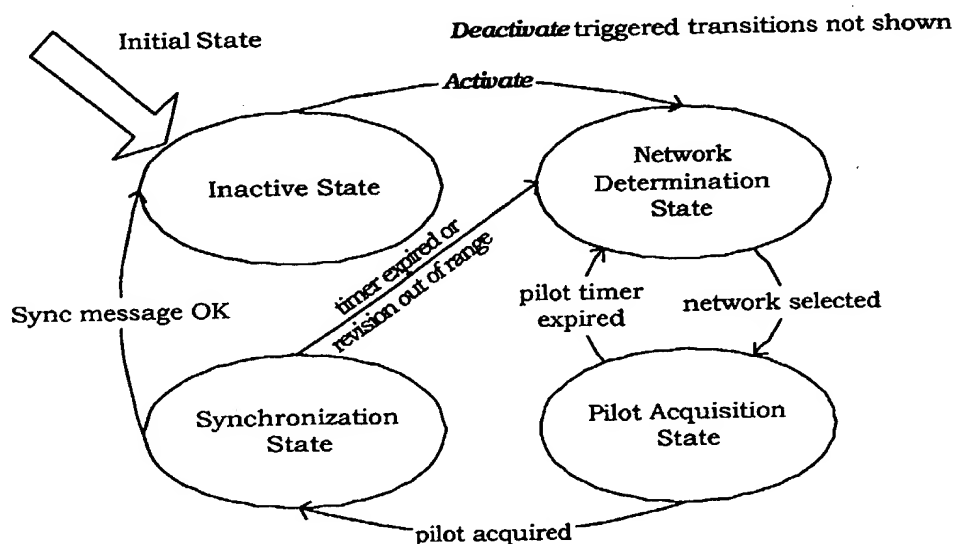 Initial State
Deactivate triggered transitions not shown
Activate
Inactive State
Network
Determination
State
timer expired or
revision out of range
pilot timer
expired
network selected
Sync message OK
Synchronization
State
Pilot Acquisition
State
pilot acquired